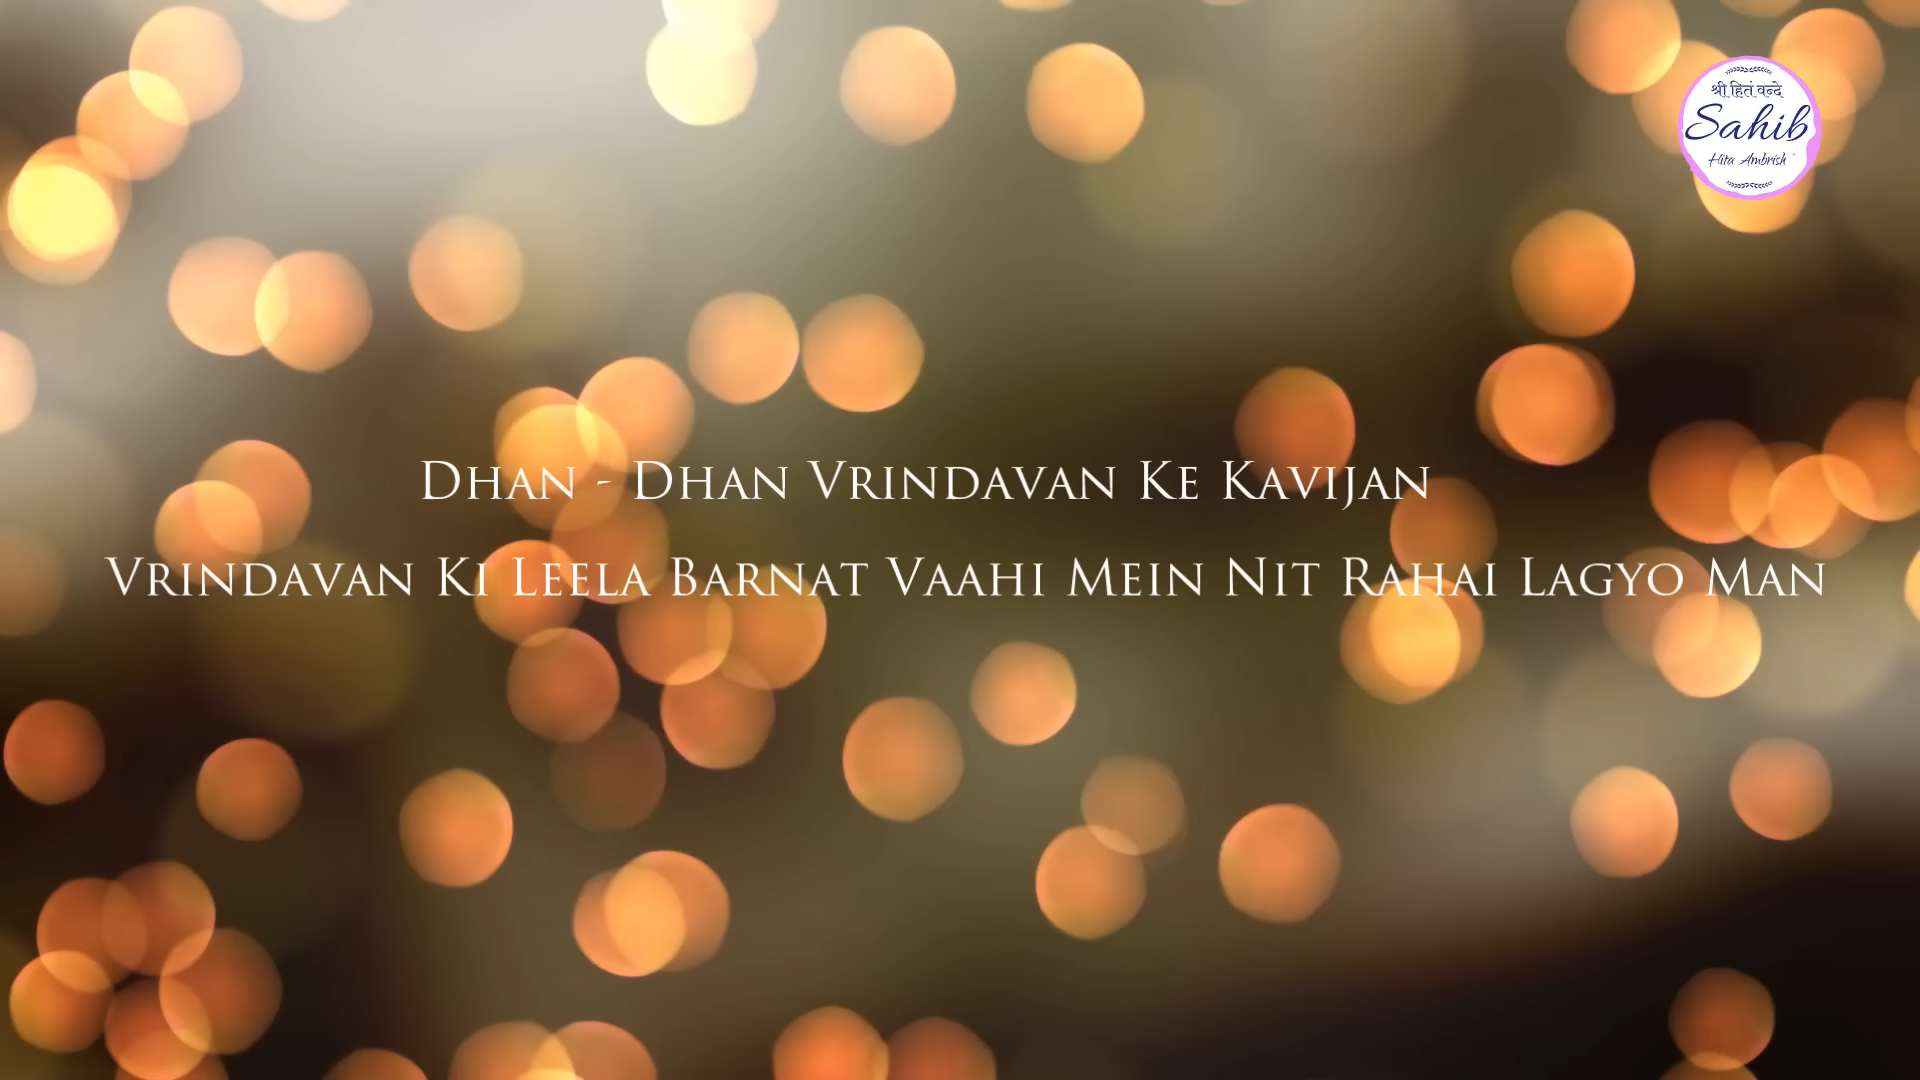 श्री हितं वन्दे
Sahib
Hita Ambrish
Dhan - Dhan Vrindavan Ke Kavijan
Vrindavan Ki Leela Barnat Vaahi Mein Nit Rahai Lagyo Man